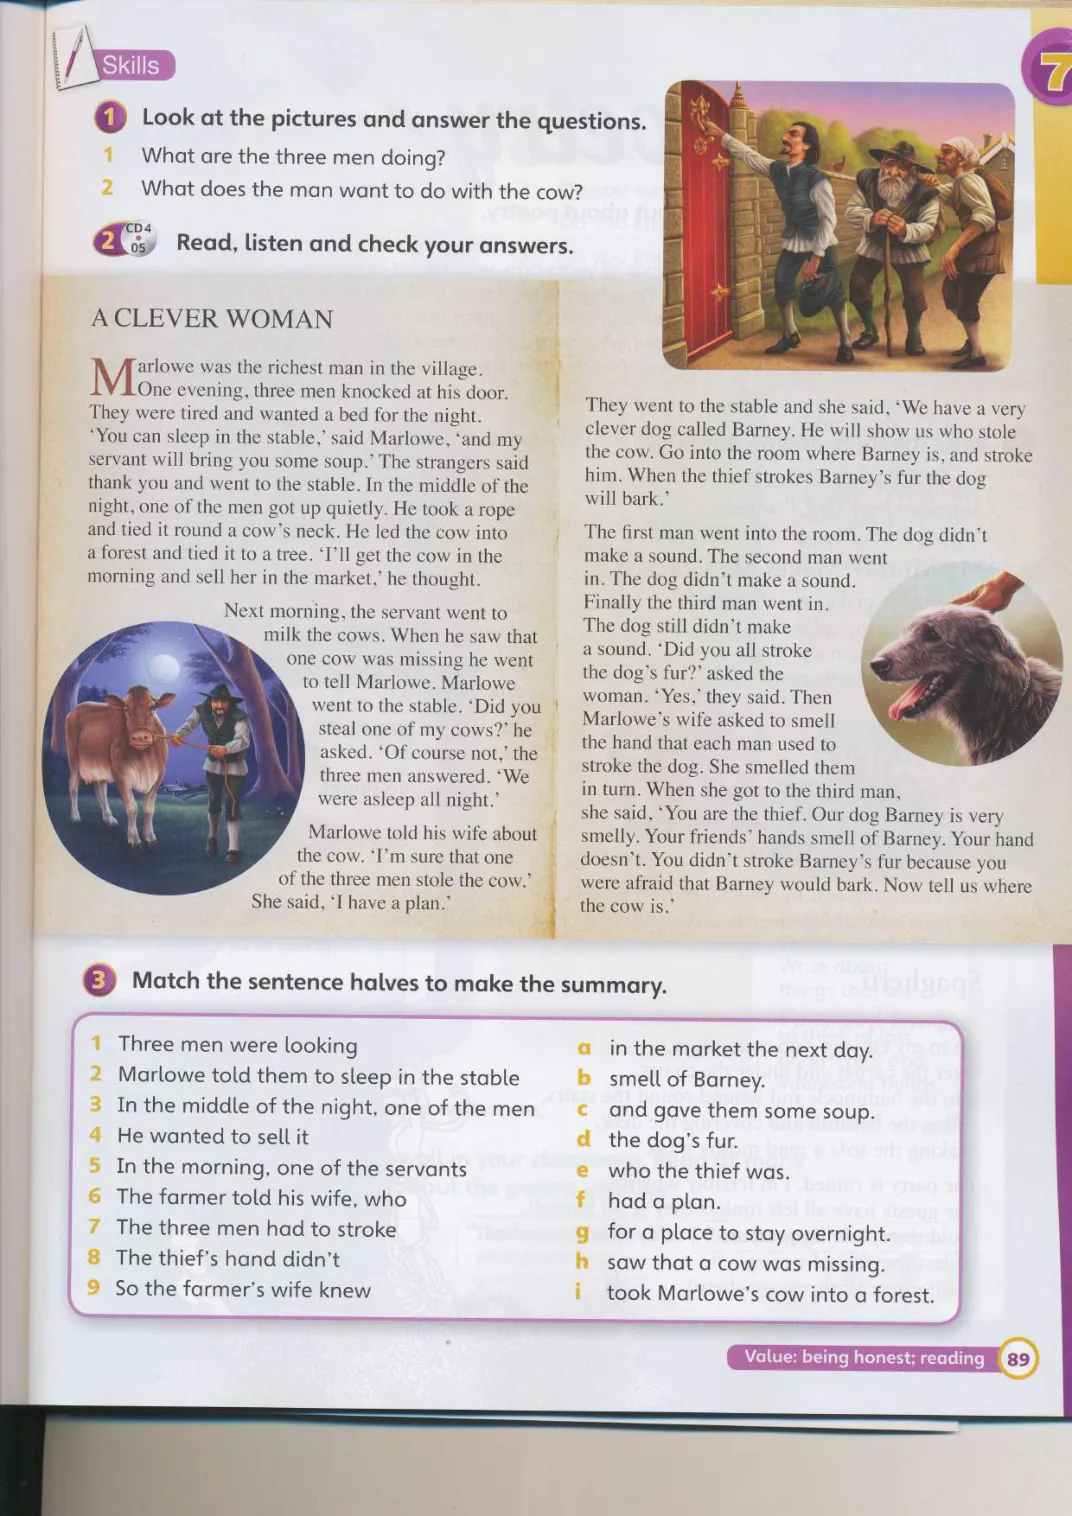 Skills
7
1 Look at the pictures and answer the questions.
1 What are the three men doing?
2 What does the man want to do with the cow?
2 CD4 05 Read, listen and check your answers.
A CLEVER WOMAN
Marlowe was the richest man in the village.
One evening, three men knocked at his door.
They were tired and wanted a bed for the night.
‘You can sleep in the stable,’ said Marlowe, ‘and my
servant will bring you some soup.’ The strangers said
thank you and went to the stable. In the middle of the
night, one of the men got up quietly. He took a rope
and tied it round a cow’s neck. He led the cow into
a forest and tied it to a tree. ‘I’ll get the cow in the
morning and sell her in the market,’ he thought.
Next morning, the servant went to
milk the cows. When he saw that
one cow was missing he went
to tell Marlowe. Marlowe
went to the stable. ‘Did you
steal one of my cows?’ he
asked. ‘Of course not,’ the
three men answered. ‘We
were asleep all night.’
Marlowe told his wife about
the cow. ‘I’m sure that one
of the three men stole the cow.’
She said, ‘I have a plan.’
They went to the stable and she said, ‘We have a very
clever dog called Barney. He will show us who stole
the cow. Go into the room where Barney is, and stroke
him. When the thief strokes Barney’s fur the dog
will bark.’
The first man went into the room. The dog didn’t
make a sound. The second man went
in. The dog didn’t make a sound.
Finally the third man went in.
The dog still didn’t make
a sound. ‘Did you all stroke
the dog’s fur?’ asked the
woman. ‘Yes,’ they said. Then
Marlowe’s wife asked to smell
the hand that each man used to
stroke the dog. She smelled them
in turn. When she got to the third man,
she said, ‘You are the thief. Our dog Barney is very
smelly. Your friends’ hands smell of Barney. Your hand
doesn’t. You didn’t stroke Barney’s fur because you
were afraid that Barney would bark. Now tell us where
the cow is.’
3 Match the sentence halves to make the summary.
1 Three men were looking
2 Marlowe told them to sleep in the stable
3 In the middle of the night, one of the men
4 He wanted to sell it
5 In the morning, one of the servants
6 The farmer told his wife, who
7 The three men had to stroke
8 The thief’s hand didn’t
9 So the farmer’s wife knew
a in the market the next day.
b smell of Barney.
c and gave them some soup.
d the dog’s fur.
e who the thief was.
f had a plan.
g for a place to stay overnight.
h saw that a cow was missing.
i took Marlowe’s cow into a forest.
Value: being honest; reading 89